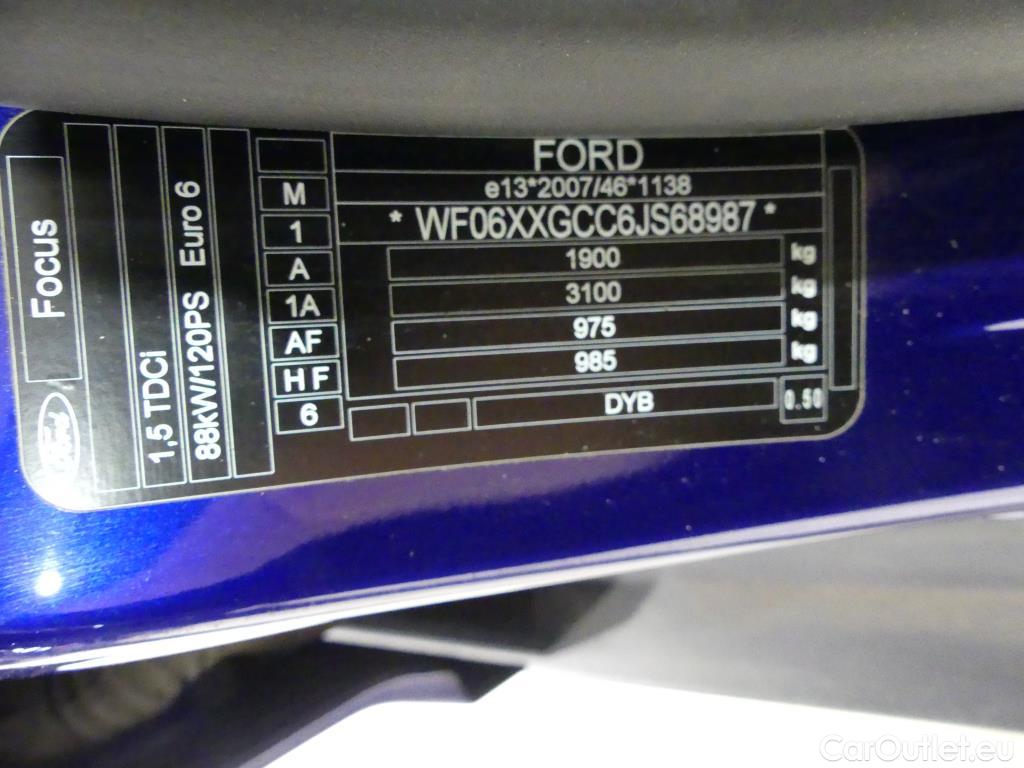 FORD
e13*2007/46*1138
* WF06XXGCC6JS68987 *
1900 kg
3100 kg
975 kg
985 kg
DYB 0.50
M
1
A
1A
AF
H F
6
Focus
Ford
1,5 TDCi
88kW/120PS Euro 6
CarOutlet.eu